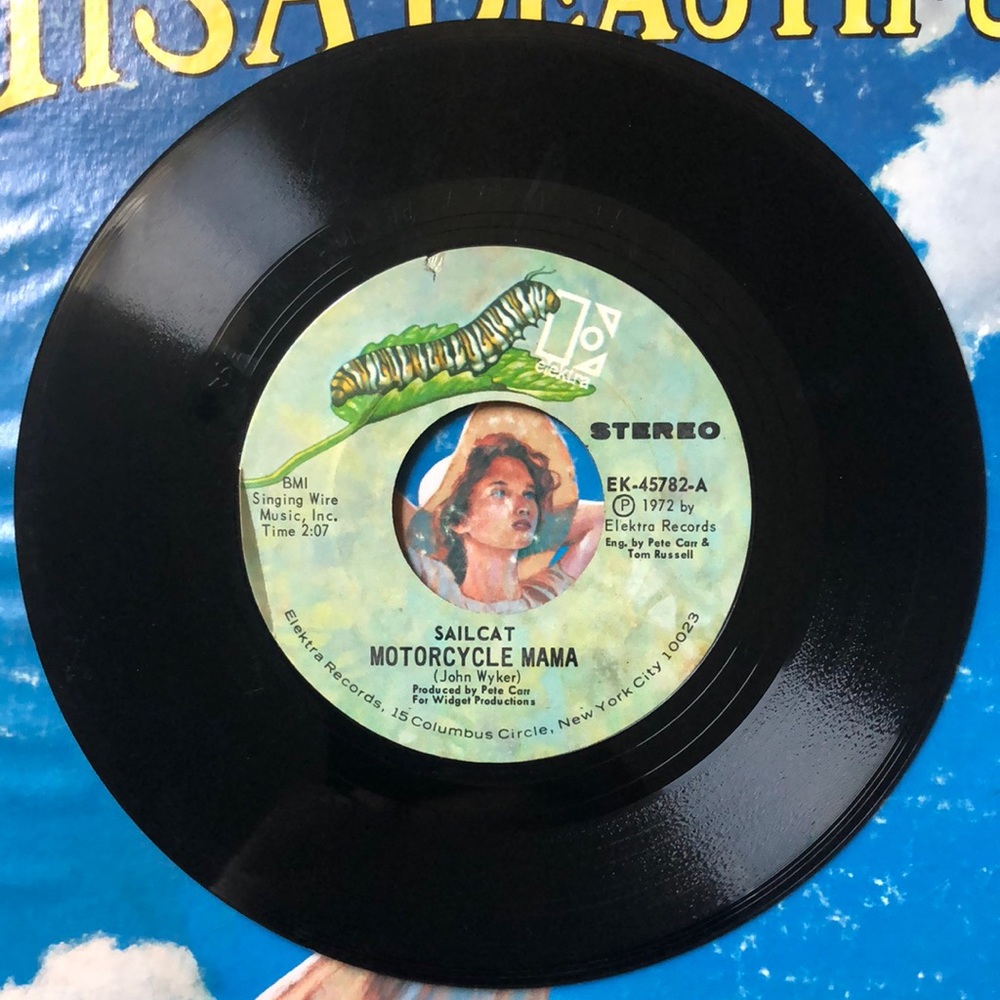 elektra
STEREO
BMI
Singing Wire
Music, Inc.
Time 2:07
EK-45782-A
Ⓟ 1972 by
Elektra Records
Eng. by Pete Carr &
Tom Russell
SAILCAT
MOTORCYCLE MAMA
(John Wyker)
Produced by Pete Carr
For Widget Productions
Elektra Records, 15 Columbus Circle, New York City 10023